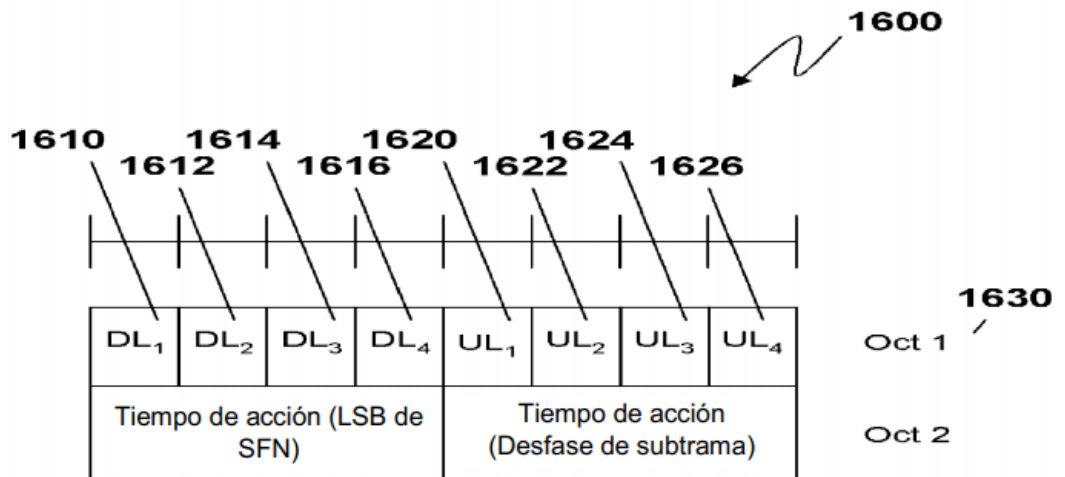 1600
1610 1614 1620 1624
1612 1616 1622 1626
1630
DL₁ DL₂ DL₃ DL₄ UL₁ UL₂ UL₃ UL₄ Oct 1
Tiempo de acción (LSB de
SFN)
Tiempo de acción
(Desfase de subtrama)
Oct 2